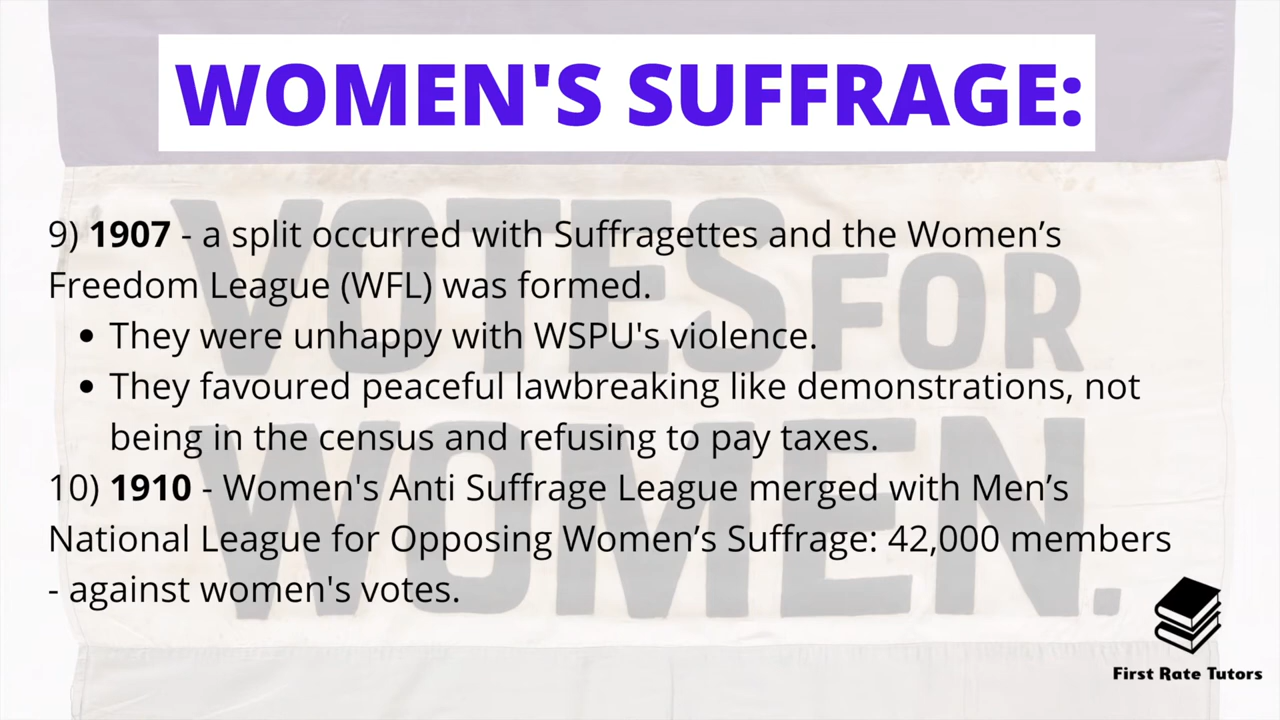 WOMEN'S SUFFRAGE:
VOTES FOR
WOMEN.
9) 1907 - a split occurred with Suffragettes and the Women’s
Freedom League (WFL) was formed.
• They were unhappy with WSPU's violence.
• They favoured peaceful lawbreaking like demonstrations, not
being in the census and refusing to pay taxes.
10) 1910 - Women's Anti Suffrage League merged with Men’s
National League for Opposing Women’s Suffrage: 42,000 members
- against women's votes.
First Rate Tutors